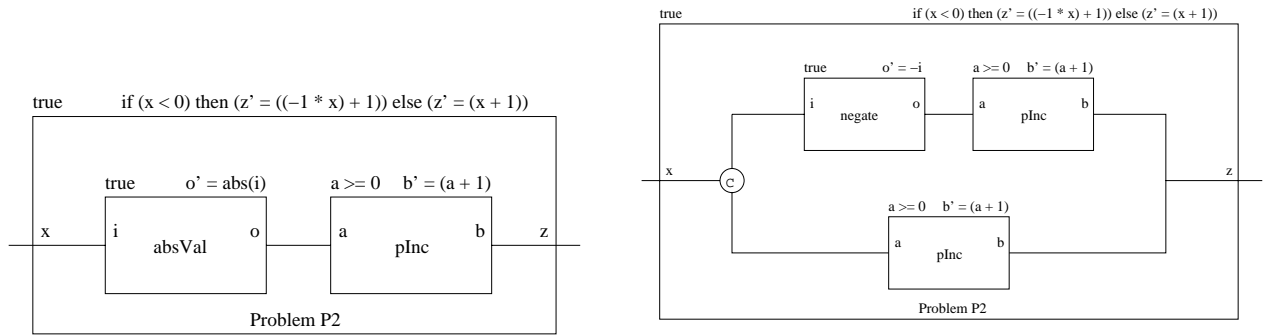 true if (x < 0) then (z' = ((−1 * x) + 1)) else (z' = (x + 1))
true o' = abs(i) a >= 0 b' = (a + 1)
x i absVal o a pInc b z
Problem P2
true if (x < 0) then (z' = ((−1 * x) + 1)) else (z' = (x + 1))
true o' = −i a >= 0 b' = (a + 1)
i negate o a pInc b
x C z
a >= 0 b' = (a + 1)
a pInc b
Problem P2